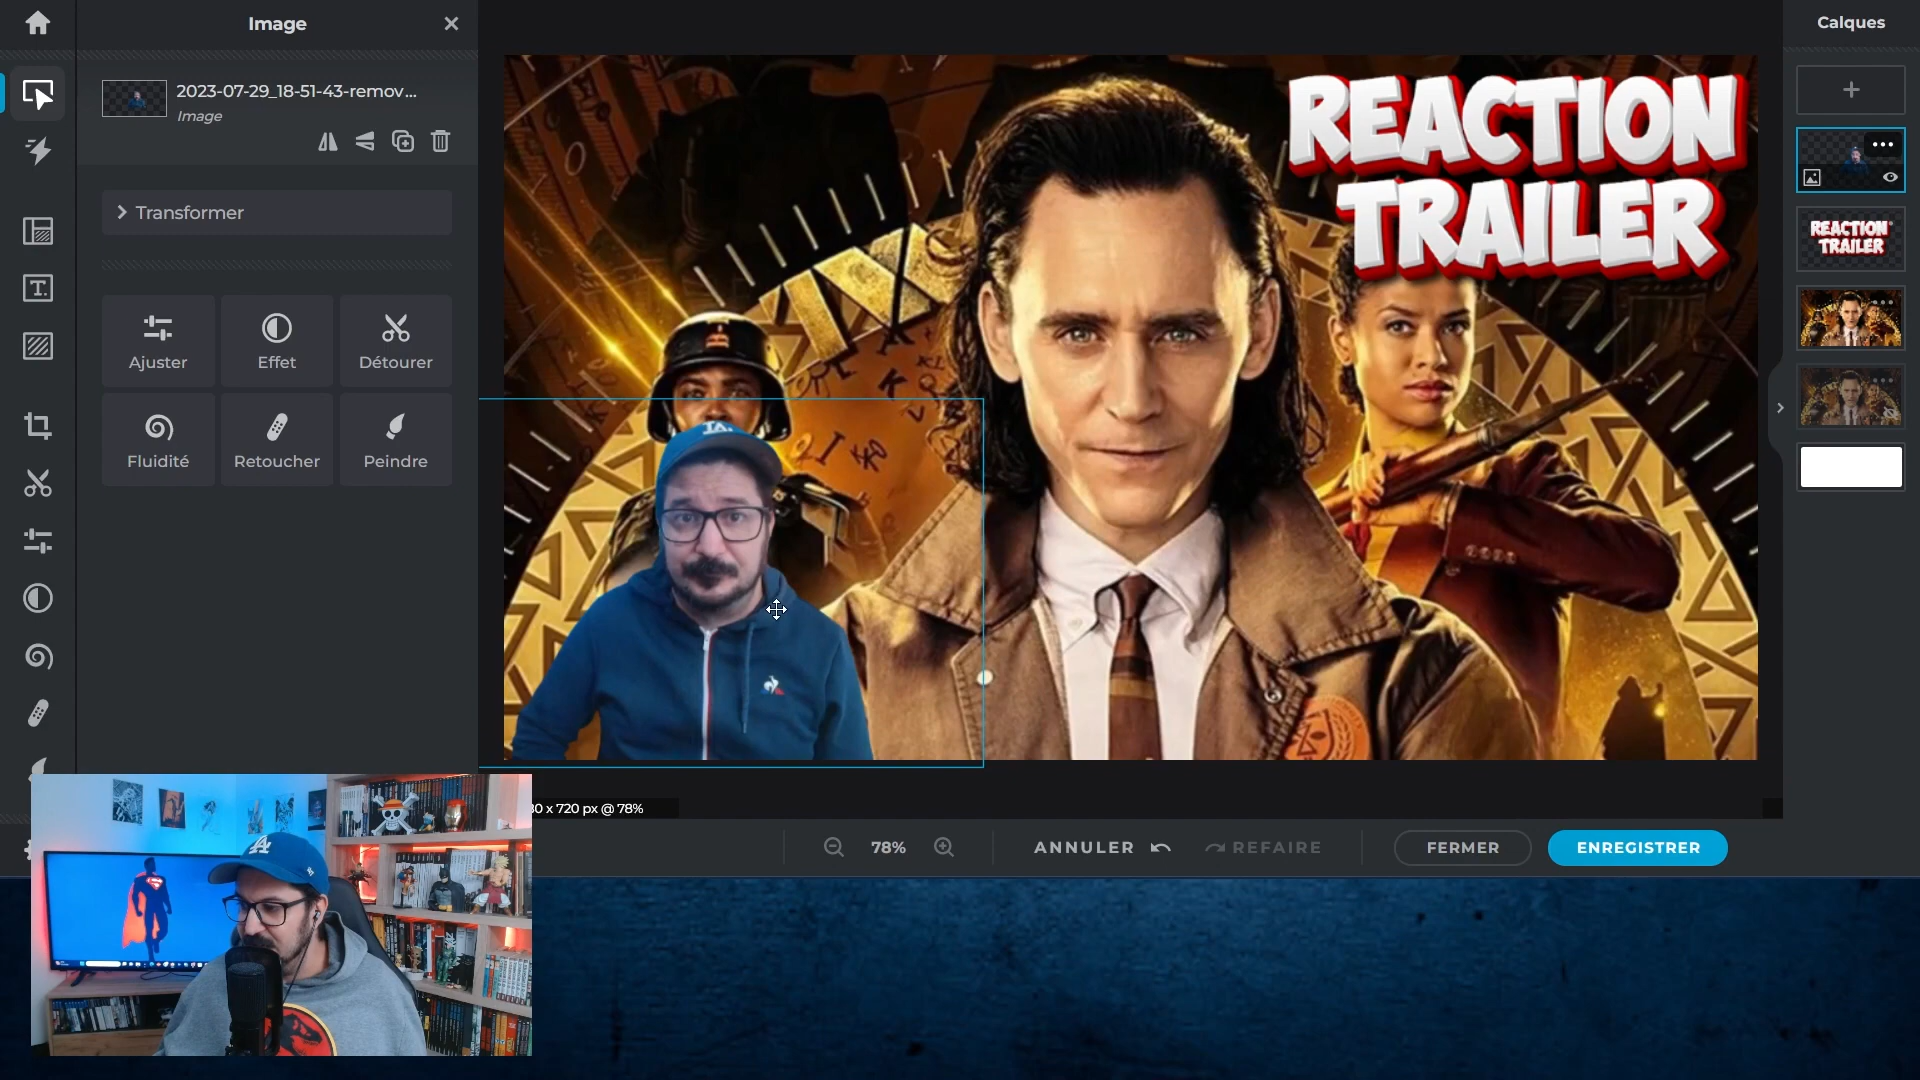 Image
Calques
2023-07-29_18-51-43-remov...
Image
REACTION
TRAILER
REACTION
TRAILER
Transformer
Ajuster
Effet
Détourer
Fluidité
Retoucher
Peindre
LA
0 x 720 px @ 78%
78%
ANNULER
REFAIRE
FERMER
ENREGISTRER